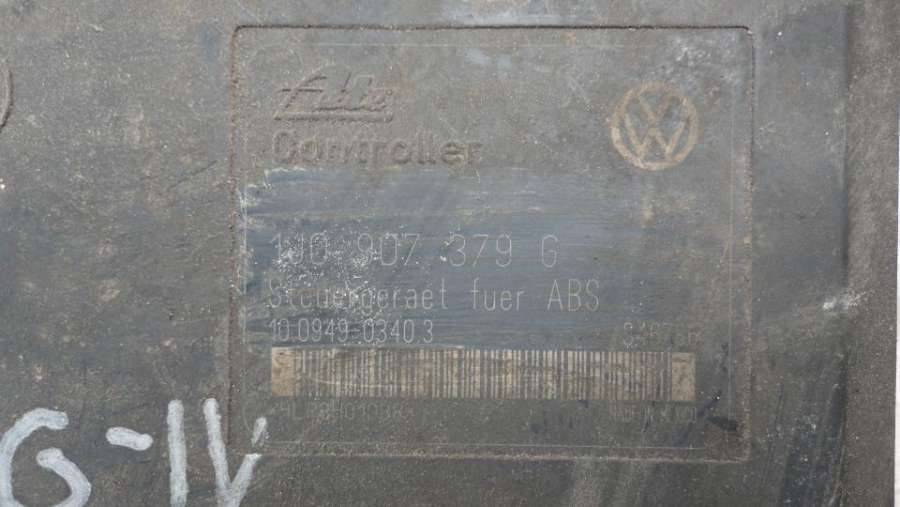 Ate
Controller
1J0 907 379 G
Steuergeraet fuer ABS
10.0949-0340.3
G-IV